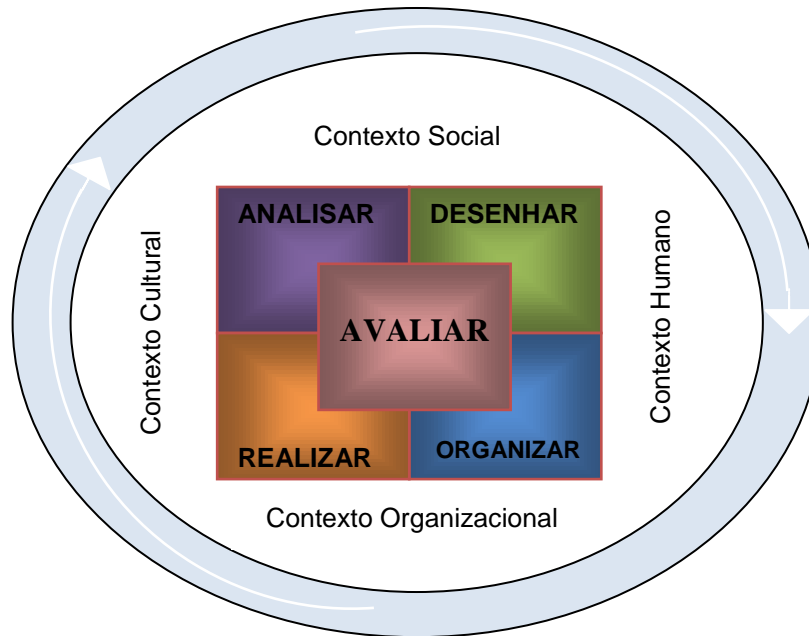 Contexto Social
ANALISAR
DESENHAR
Contexto Cultural
AVALIAR
Contexto Humano
REALIZAR
ORGANIZAR
Contexto Organizacional